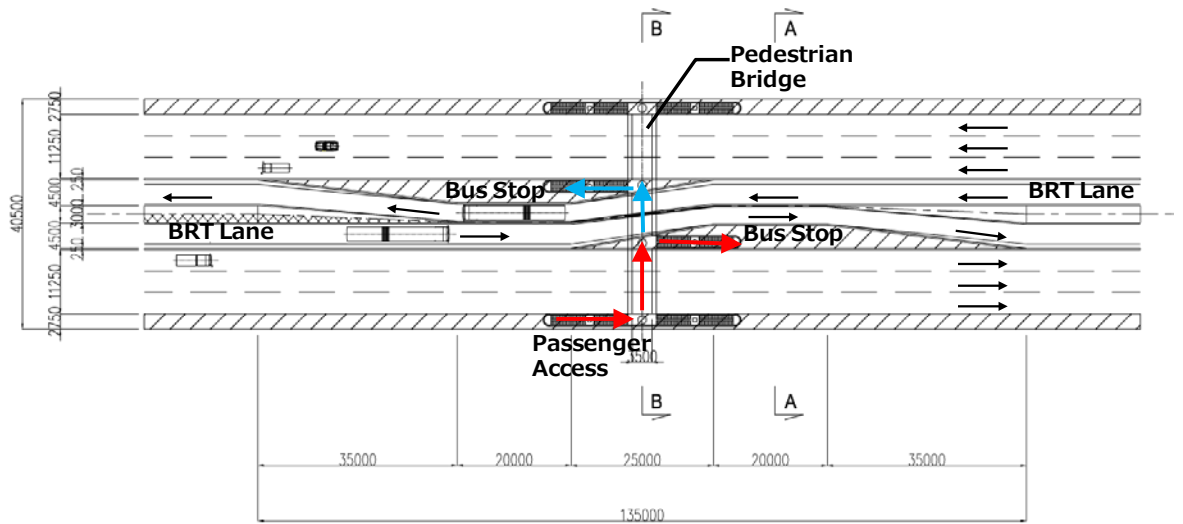 B
A
Pedestrian
Bridge
2750
11250
250
4500
3000
4500
250
11250
2750
40500
Bus Stop
BRT Lane
BRT Lane
Bus Stop
Passenger
Access
3500
B
A
35000
20000
25000
20000
35000
135000